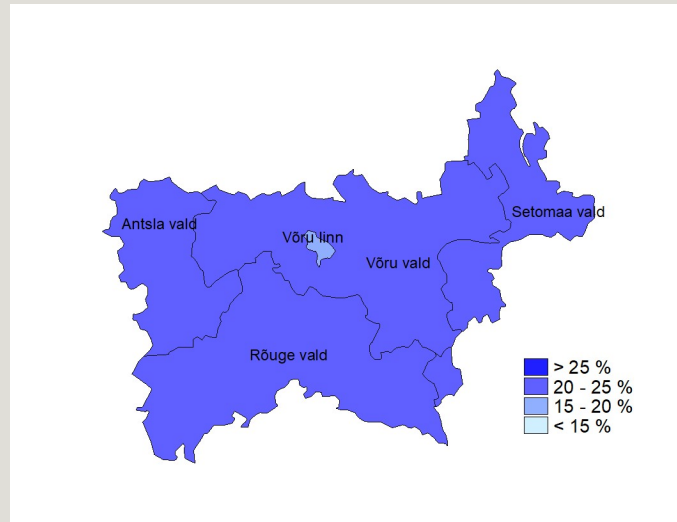 Setomaa vald
Antsla vald
Võru linn
Võru vald
Rõuge vald
> 25 %
20 - 25 %
15 - 20 %
< 15 %